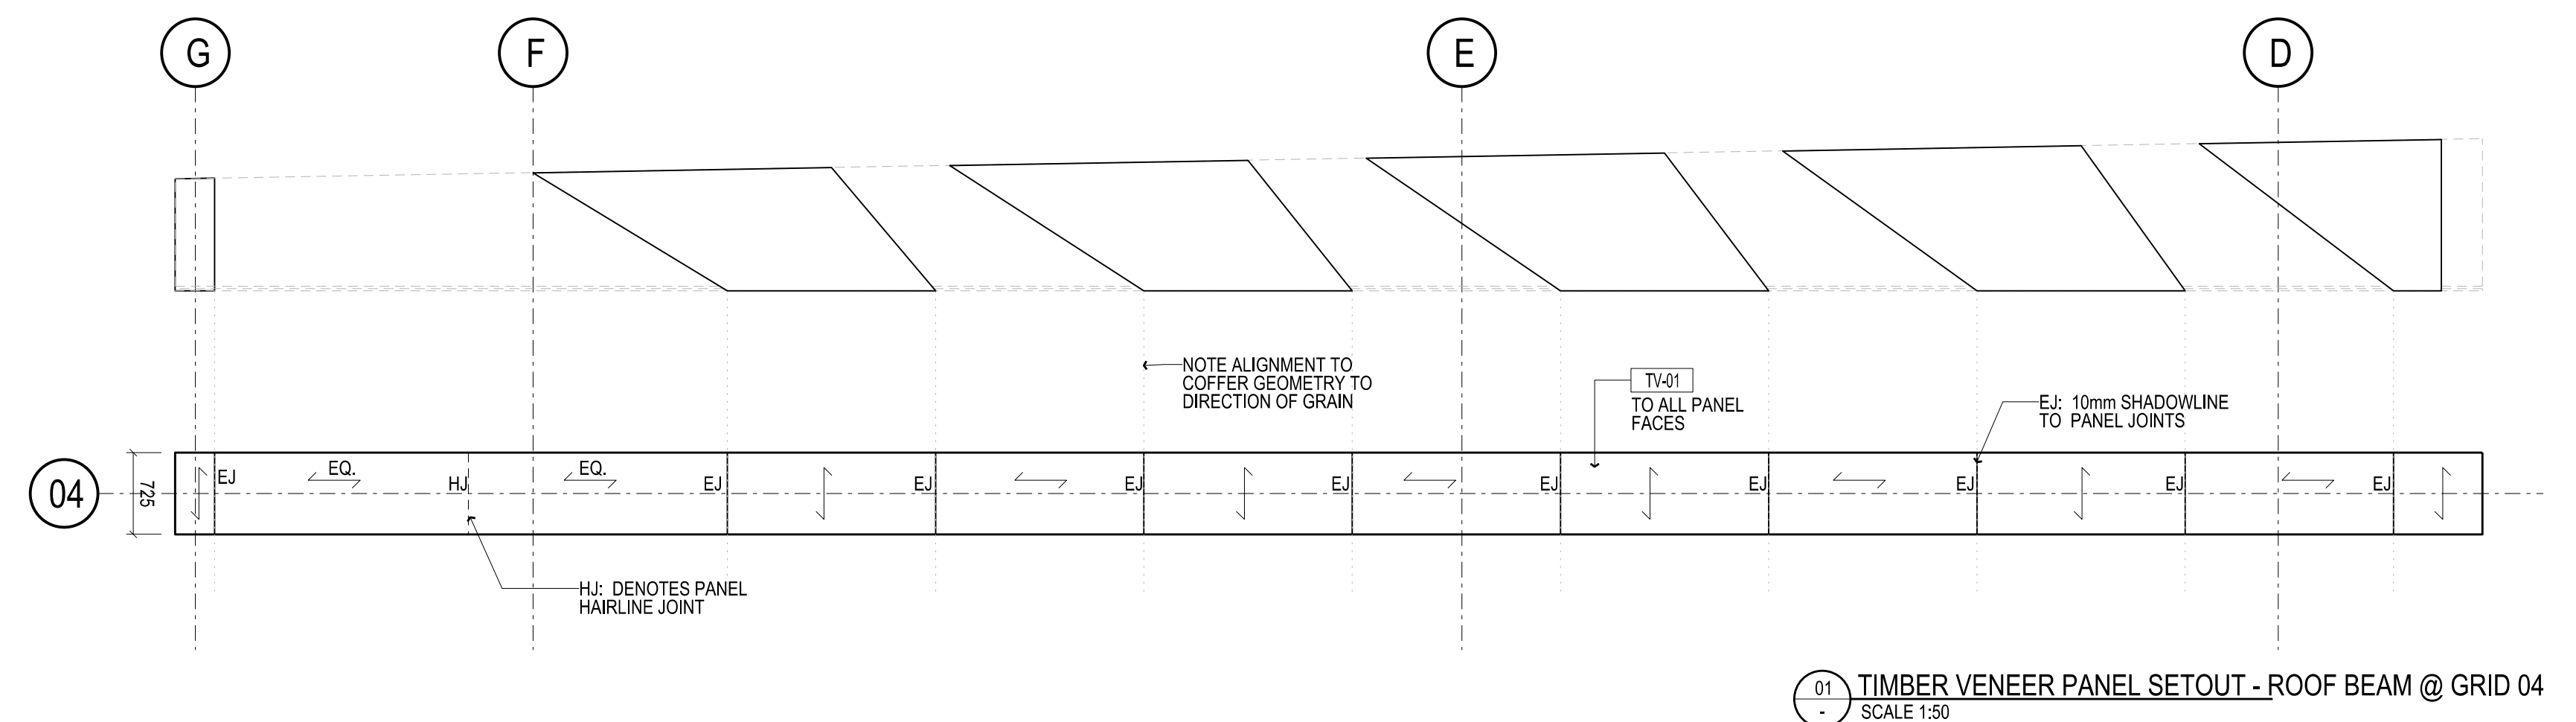 G F E D
NOTE ALIGNMENT TO
COFFER GEOMETRY TO
DIRECTION OF GRAIN
TV-01
TO ALL PANEL
FACES
EJ: 10mm SHADOWLINE
TO PANEL JOINTS
04
725
EJ EQ. HJ EQ. EJ EJ EJ EJ EJ EJ EJ EJ EJ
HJ: DENOTES PANEL
HAIRLINE JOINT
01
-
TIMBER VENEER PANEL SETOUT - ROOF BEAM @ GRID 04
SCALE 1:50